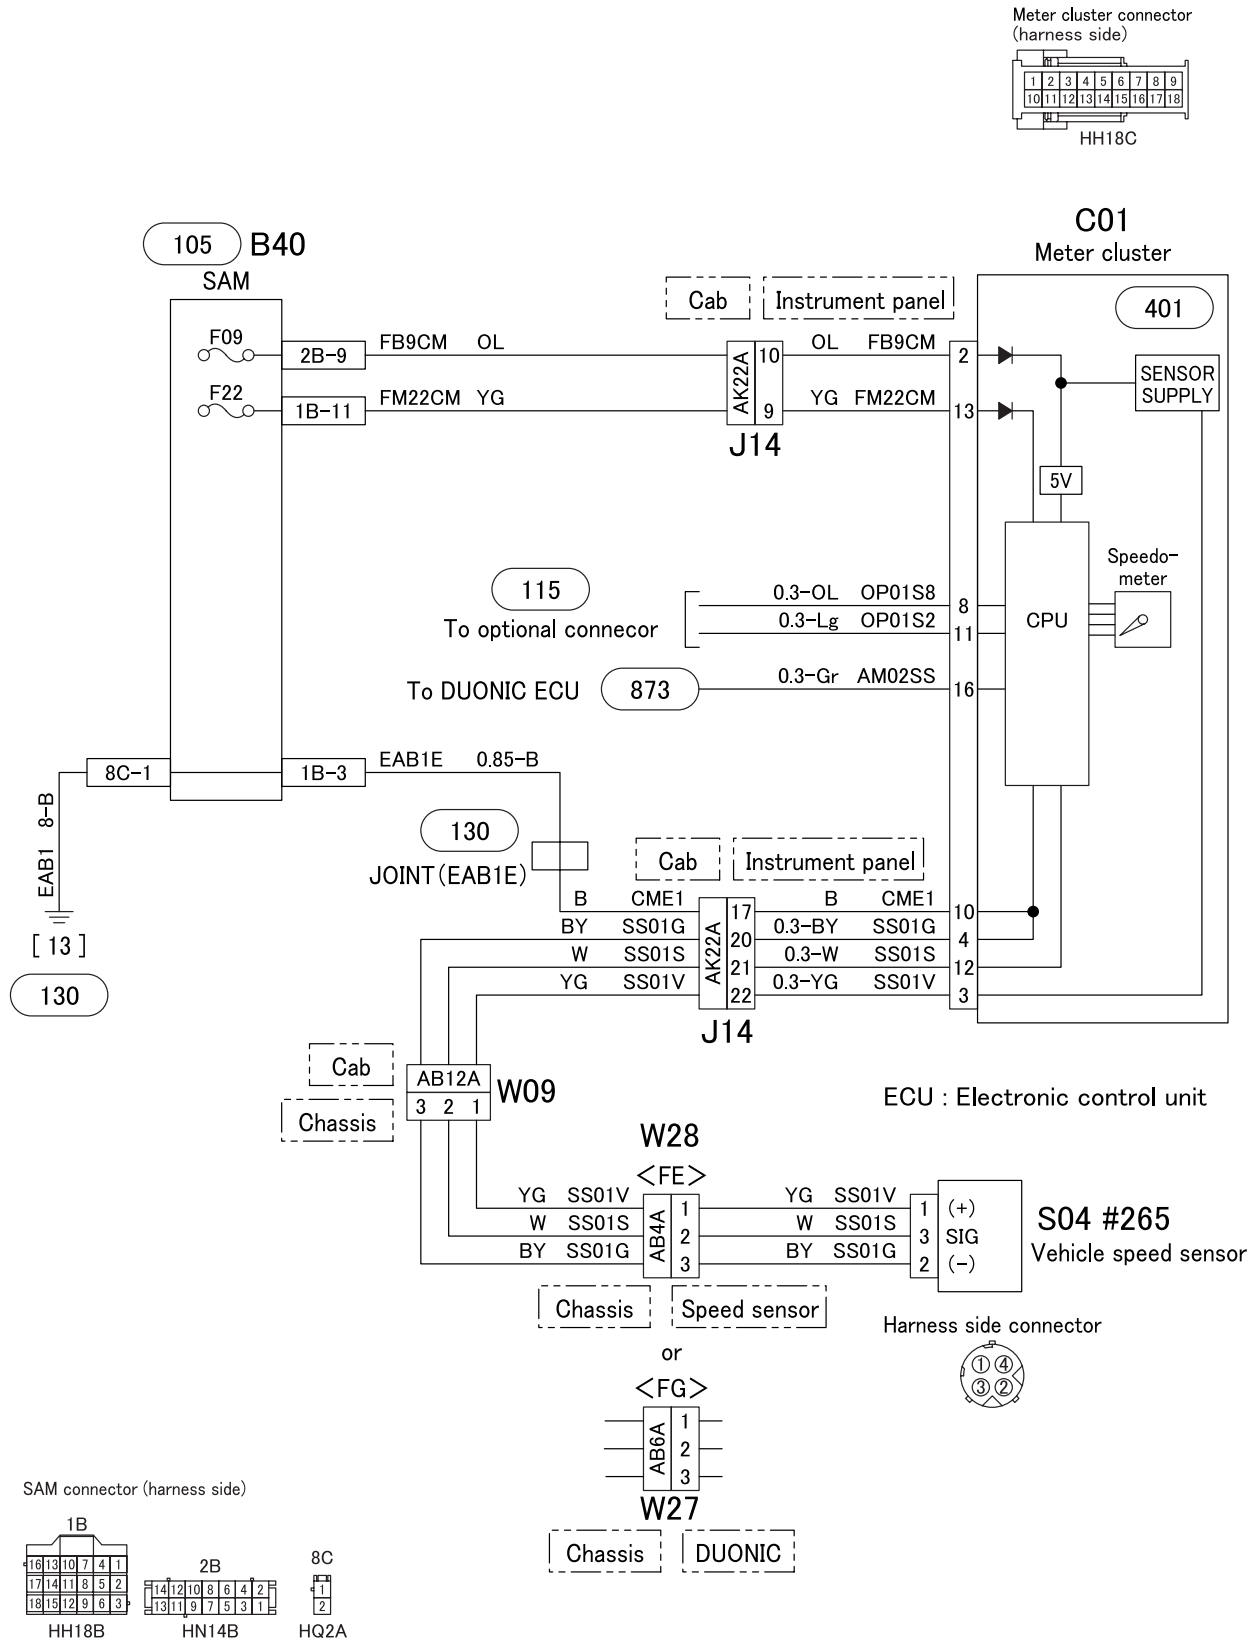 Meter cluster connector
(harness side)
1 2 3 4 5 6 7 8 9
10 11 12 13 14 15 16 17 18
HH18C
105 B40
SAM
C01
Meter cluster
401
Cab Instrument panel
F09
2B-9 FB9CM OL AK22A 10 OL FB9CM 2
SENSOR
SUPPLY
F22
1B-11 FM22CM YG 9 YG FM22CM 13
J14
5V
115
To optional connecor
0.3-OL OP01S8 8
0.3-Lg OP01S2 11
CPU
Speedo-
meter
To DUONIC ECU 873 0.3-Gr AM02SS 16
8C-1 1B-3 EAB1E 0.85-B
EAB1 8-B
[ 13 ]
130
130
JOINT(EAB1E)
Cab Instrument panel
B CME1 AK22A 17 B CME1 10
BY SS01G 20 0.3-BY SS01G 4
W SS01S 21 0.3-W SS01S 12
YG SS01V 22 0.3-YG SS01V 3
J14
Cab
AB12A W09
3 2 1
Chassis
ECU : Electronic control unit
W28
<FE>
YG SS01V AB4A 1 YG SS01V 1 (+)
W SS01S 2 W SS01S 3 SIG
BY SS01G 3 BY SS01G 2 (-)
S04 #265
Vehicle speed sensor
Chassis Speed sensor
Harness side connector
1 4
3 2
or
<FG>
AB6A 1
2
3
W27
Chassis DUONIC
SAM connector (harness side)
1B
16 13 10 7 4 1
17 14 11 8 5 2
18 15 12 9 6 3
HH18B
2B
14 12 10 8 6 4 2
13 11 9 7 5 3 1
HN14B
8C
1
2
HQ2A